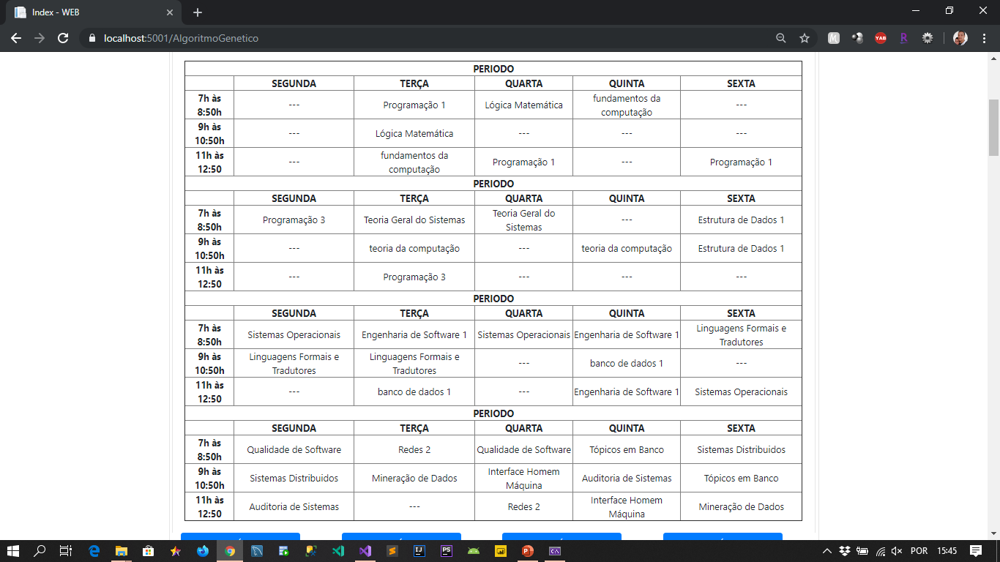 Index - WEB
localhost:5001/AlgoritmoGenetico
PERIODO
SEGUNDA TERÇA QUARTA QUINTA SEXTA
7h às 8:50h --- Programação 1 Lógica Matemática fundamentos da computação ---
9h às 10:50h --- Lógica Matemática --- --- ---
11h às 12:50 --- fundamentos da computação Programação 1 --- Programação 1
PERIODO
SEGUNDA TERÇA QUARTA QUINTA SEXTA
7h às 8:50h Programação 3 Teoria Geral do Sistemas Teoria Geral do Sistemas --- Estrutura de Dados 1
9h às 10:50h --- teoria da computação --- teoria da computação Estrutura de Dados 1
11h às 12:50 --- Programação 3 --- --- ---
PERIODO
SEGUNDA TERÇA QUARTA QUINTA SEXTA
7h às 8:50h Sistemas Operacionais Engenharia de Software 1 Sistemas Operacionais Engenharia de Software 1 Linguagens Formais e Tradutores
9h às 10:50h Linguagens Formais e Tradutores Linguagens Formais e Tradutores --- banco de dados 1 ---
11h às 12:50 --- banco de dados 1 --- Engenharia de Software 1 Sistemas Operacionais
PERIODO
SEGUNDA TERÇA QUARTA QUINTA SEXTA
7h às 8:50h Qualidade de Software Redes 2 Qualidade de Software Tópicos em Banco Sistemas Distribuidos
9h às 10:50h Sistemas Distribuidos Mineração de Dados Interface Homem Máquina Auditoria de Sistemas Tópicos em Banco
11h às 12:50 Auditoria de Sistemas --- Redes 2 Interface Homem Máquina Mineração de Dados
POR 15:45